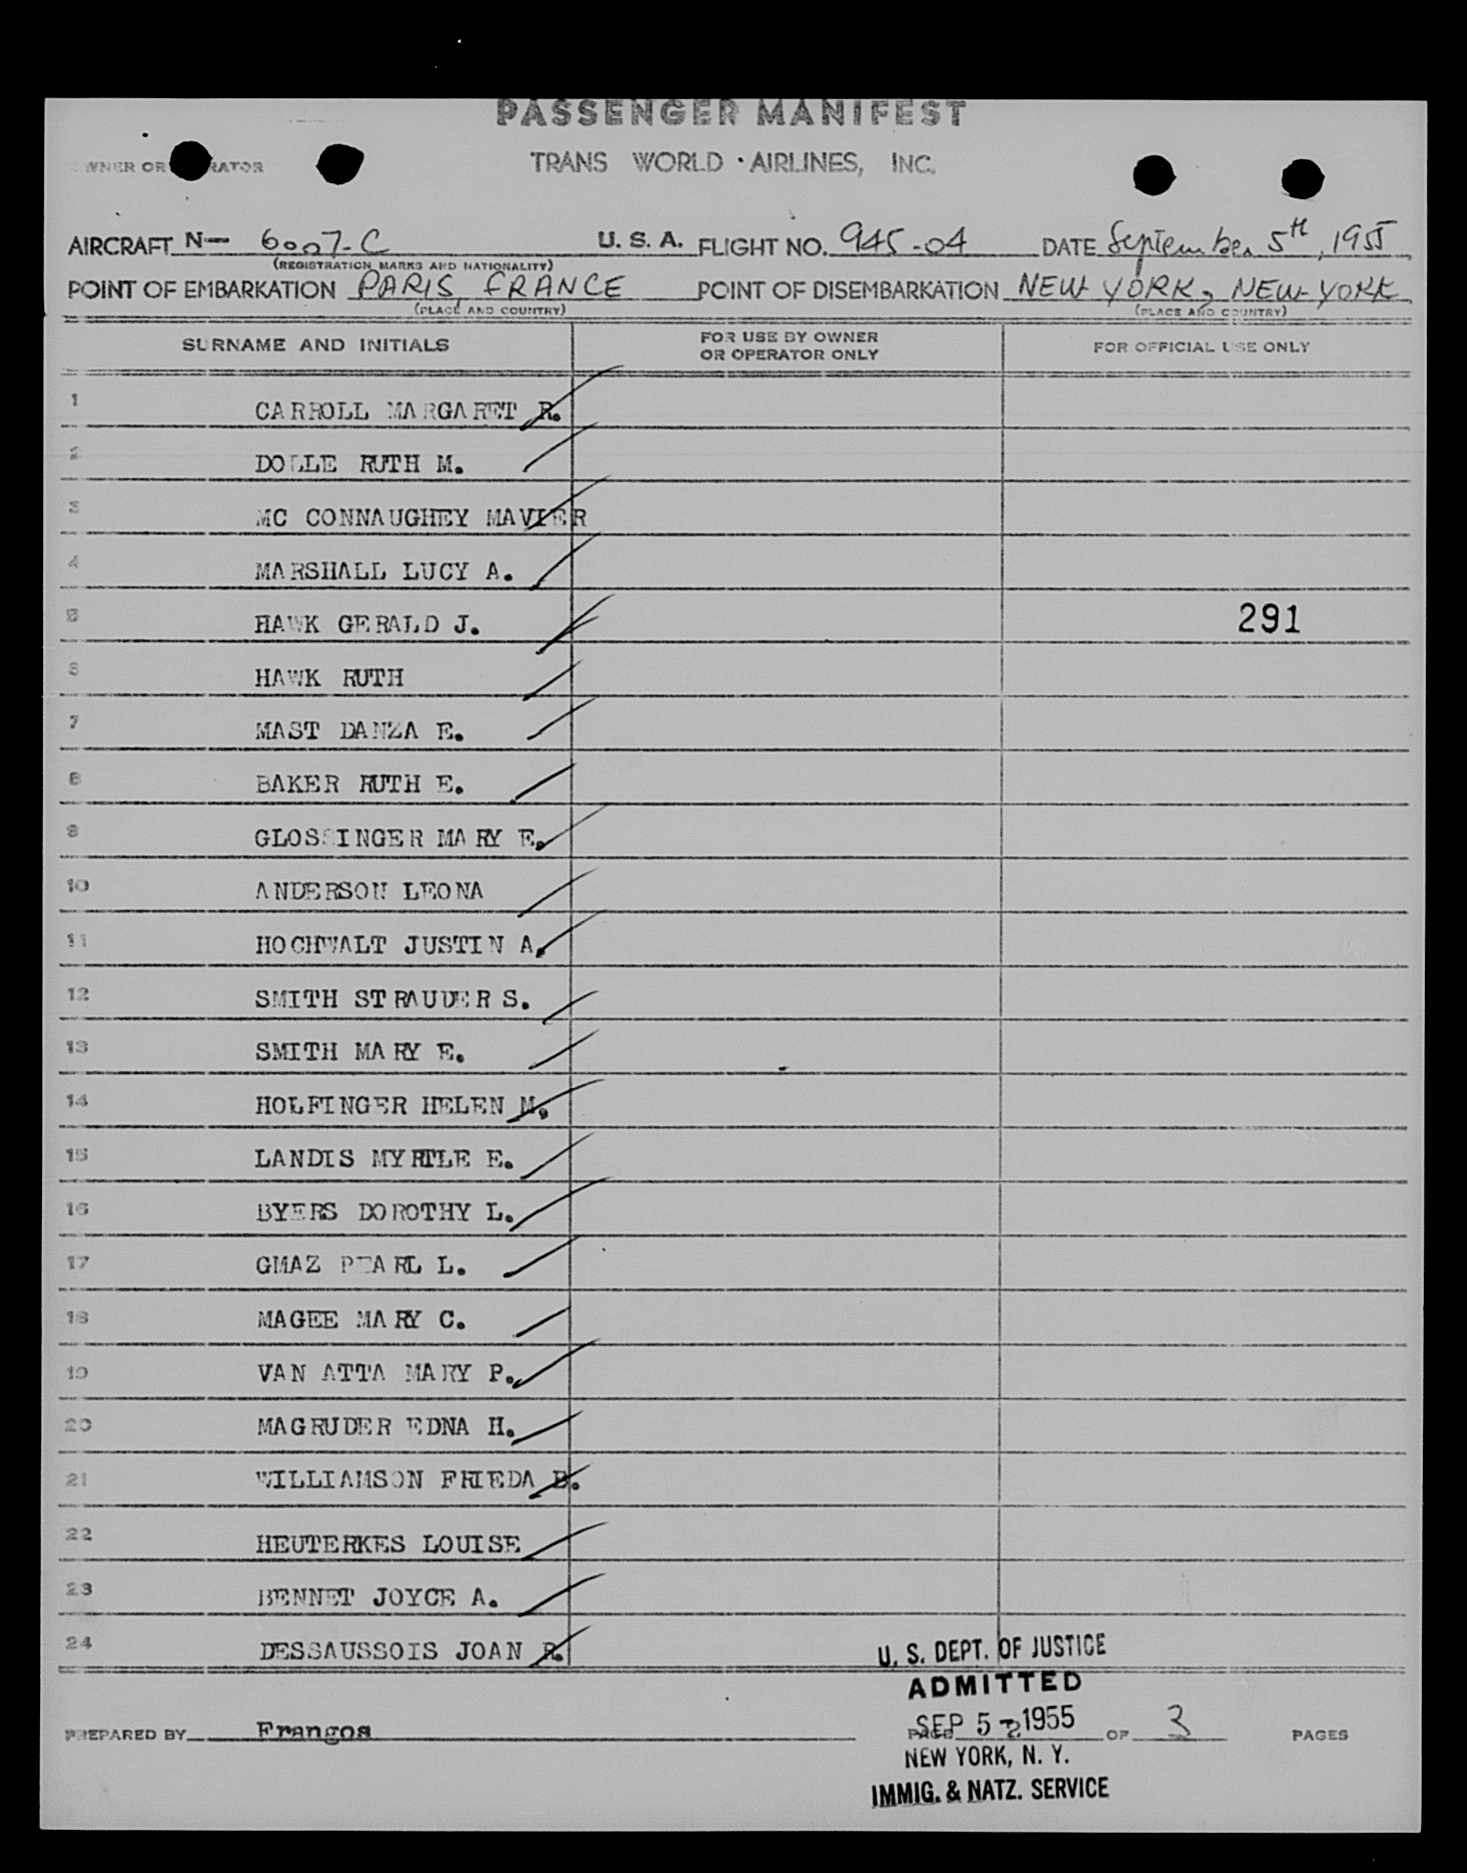 PASSENGER MANIFEST
OWNER OR OPERATOR TRANS WORLD AIRLINES, INC.
AIRCRAFT N— 6007-C U. S. A. FLIGHT NO. 945-04 DATE September 5th, 1955
(REGISTRATION MARKS AND NATIONALITY)
POINT OF EMBARKATION PARIS, FRANCE POINT OF DISEMBARKATION NEW YORK, NEW YORK
(PLACE AND COUNTRY) (PLACE AND COUNTRY)
SURNAME AND INITIALS FOR USE BY OWNER OR OPERATOR ONLY FOR OFFICIAL USE ONLY
1 CARROLL MARGARET R.
2 DOLLE RUTH M.
3 MC CONNAUGHEY MAVIER
4 MARSHALL LUCY A.
5 HAWK GERALD J. 291
6 HAWK RUTH
7 MAST DANZA E.
8 BAKER RUTH E.
9 GLOSSINGER MARY E.
10 ANDERSON LEONA
11 HOCHWALT JUSTIN A.
12 SMITH STRAUDER S.
13 SMITH MARY E.
14 HOLFINGER HELEN M.
15 LANDIS MYRTLE E.
16 BYERS DOROTHY L.
17 GMAZ PEARL L.
18 MAGEE MARY C.
19 VAN ATTA MARY P.
20 MAGRUDER EDNA H.
21 WILLIAMSON FRIEDA B.
22 HEUTERKES LOUISE
23 BENNET JOYCE A.
24 DESSAUSSOIS JOAN R.
U. S. DEPT. OF JUSTICE
ADMITTED
PREPARED BY Frangos PAGE 2 OF 3 PAGES
SEP 5 - 1955
NEW YORK, N. Y.
IMMIG. & NATZ. SERVICE